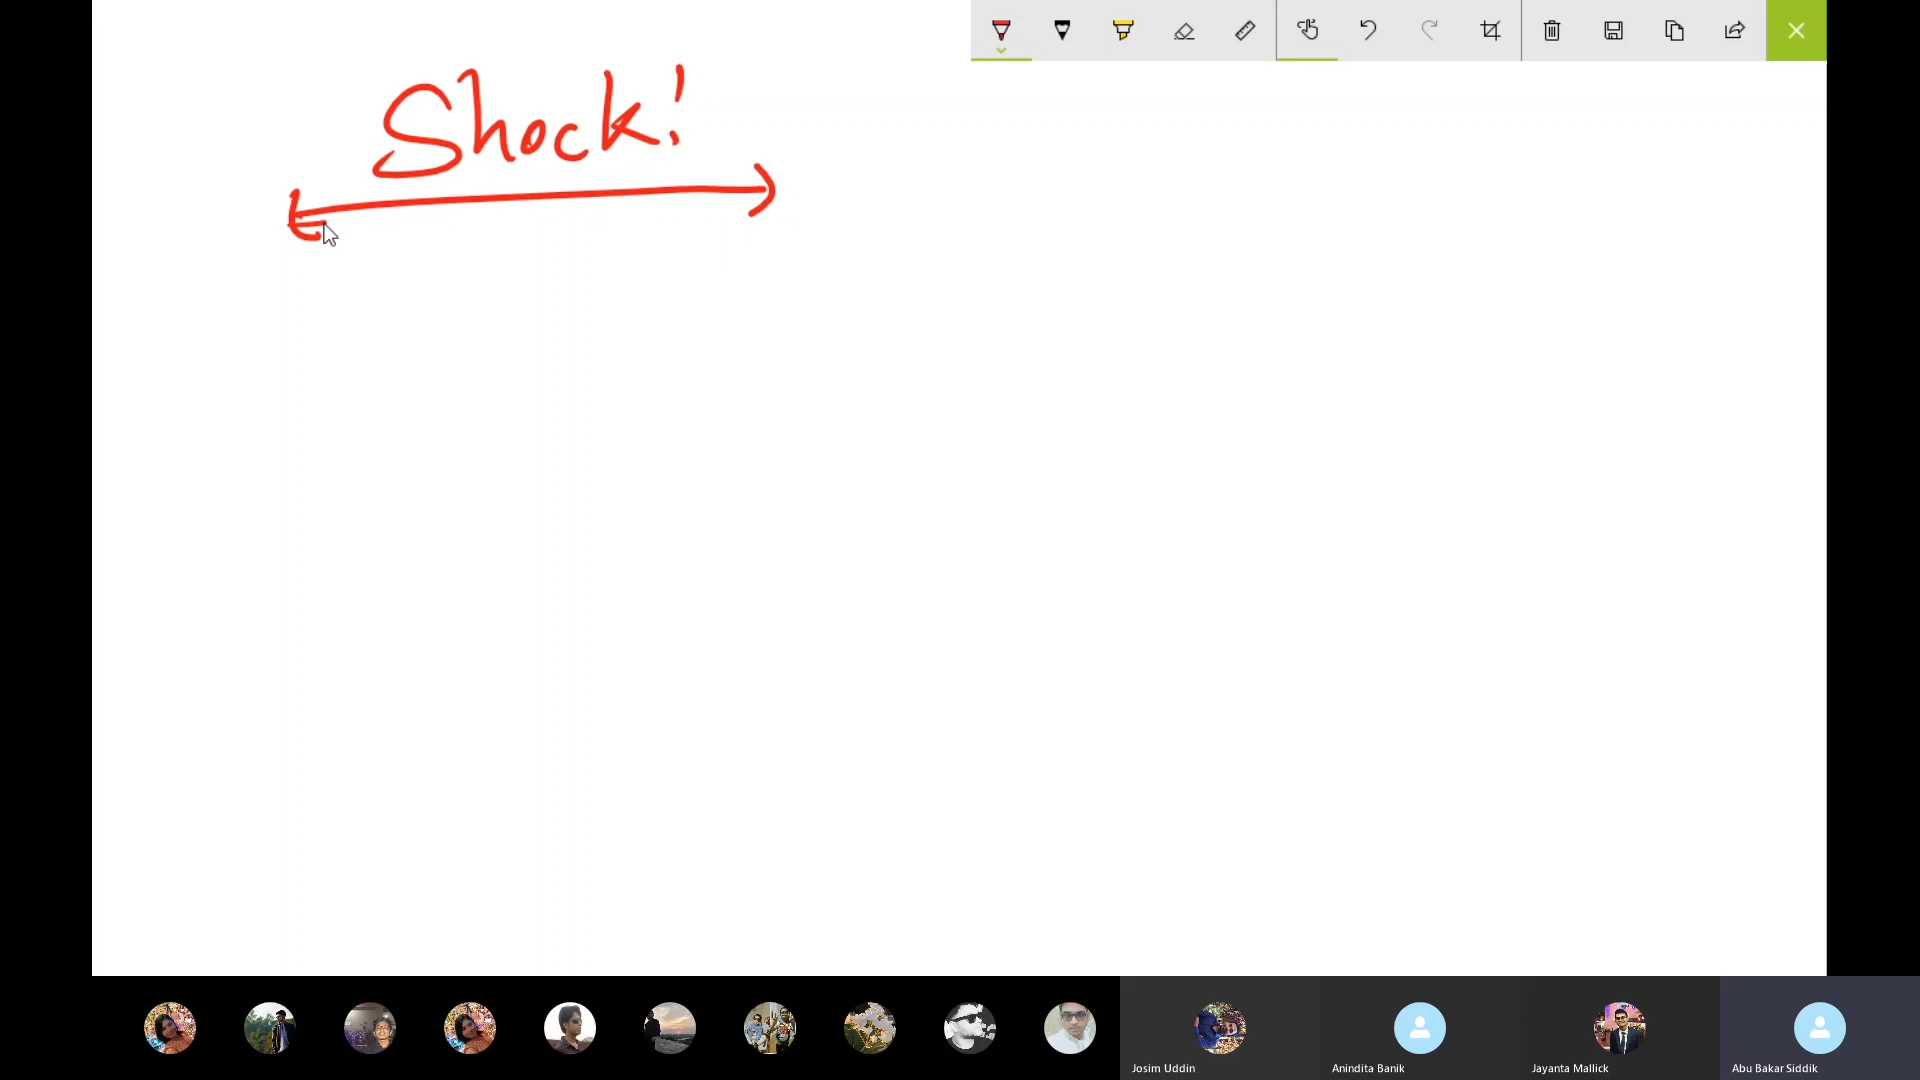 Shock!
Josim Uddin
Anindita Banik
Jayanta Mallick
Abu Bakar Siddik